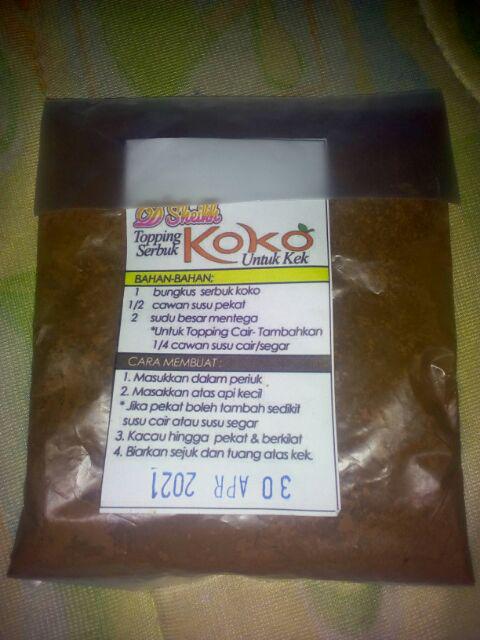 D'Sheikh
Topping
Serbuk
KOKO
Untuk Kek
BAHAN-BAHAN;
1 bungkus serbuk koko
1/2 cawan susu pekat
2 sudu besar mentega
*Untuk Topping Cair- Tambahkan
1/4 cawan susu cair/segar
CARA MEMBUAT :
1. Masukkan dalam periuk
2. Masakkan atas api kecil
* Jika pekat boleh tambah sedikit
susu cair atau susu segar
3. Kacau hingga pekat & berkilat
4. Biarkan sejuk dan tuang atas kek.
30 APR 2021